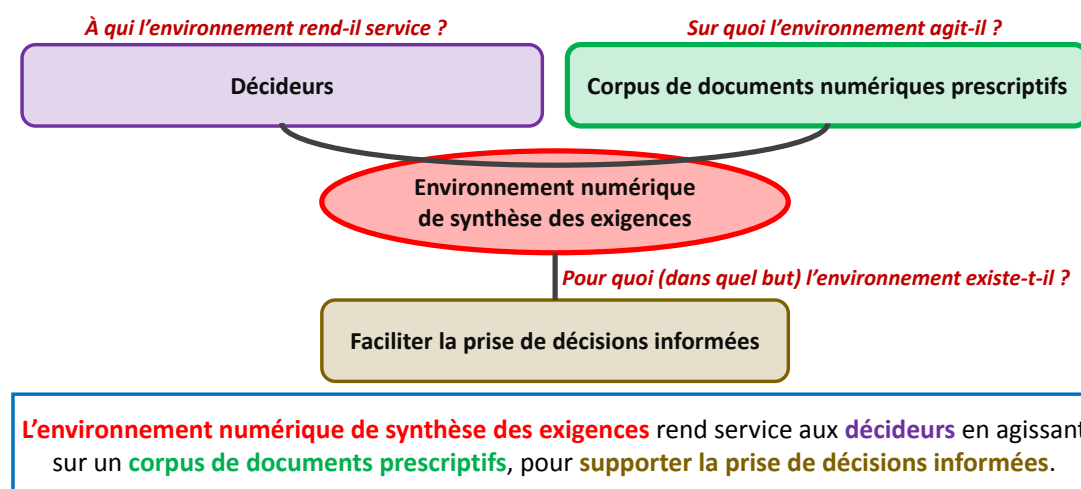 À qui l’environnement rend-il service ?
Sur quoi l’environnement agit-il ?
Décideurs
Corpus de documents numériques prescriptifs
Environnement numérique
de synthèse des exigences
Pour quoi (dans quel but) l’environnement existe-t-il ?
Faciliter la prise de décisions informées
L’environnement numérique de synthèse des exigences rend service aux décideurs en agissant
sur un corpus de documents prescriptifs, pour supporter la prise de décisions informées.